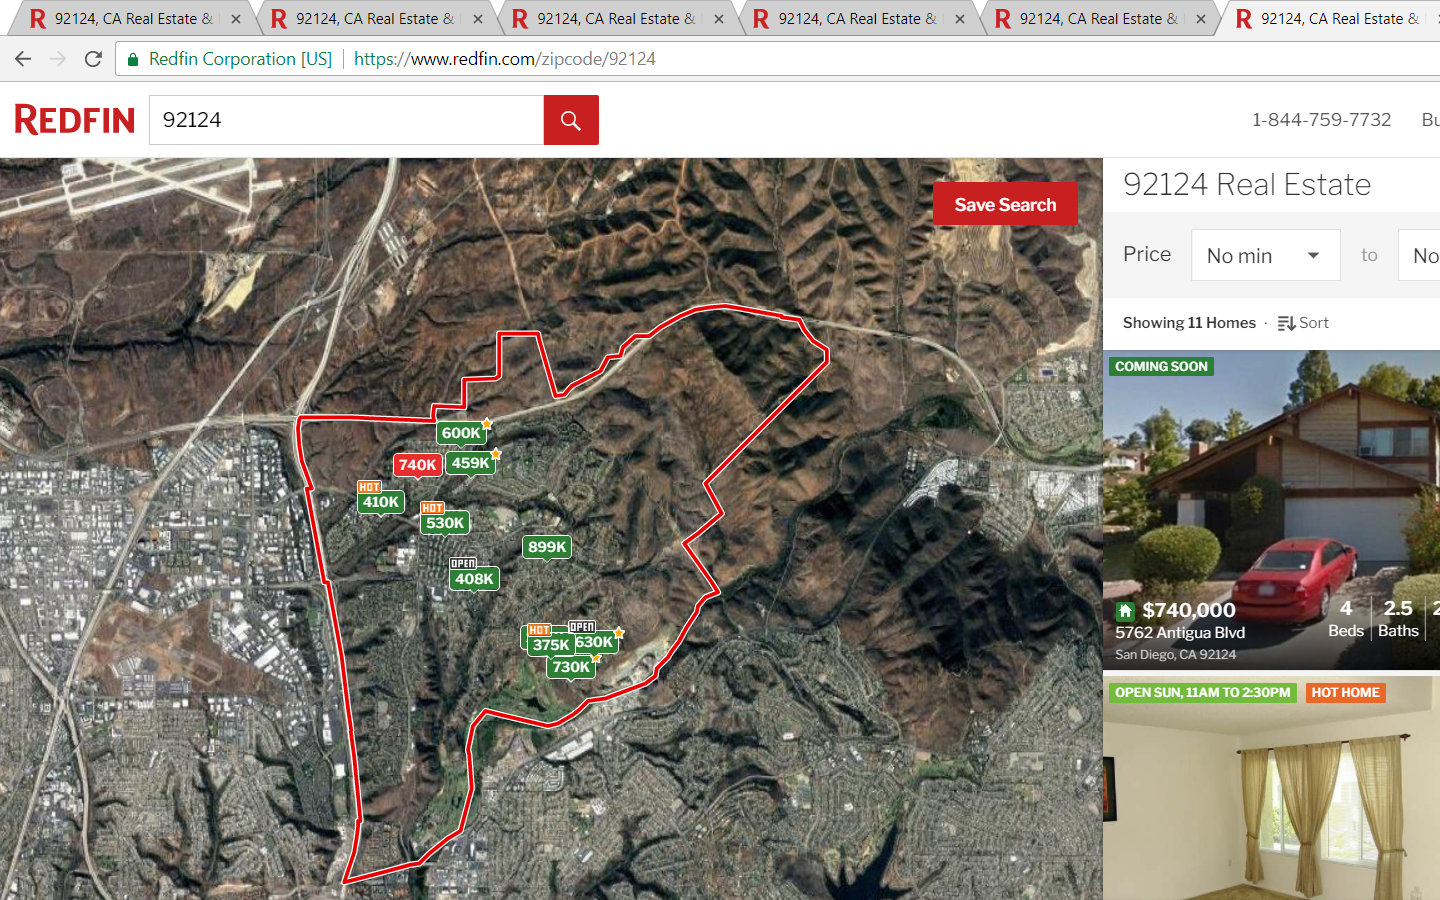 92124, CA Real Estate &
92124, CA Real Estate &
92124, CA Real Estate &
92124, CA Real Estate &
92124, CA Real Estate &
92124, CA Real Estate &
Redfin Corporation [US]
https://www.redfin.com/zipcode/92124
REDFIN
92124
1-844-759-7732
Bu
Save Search
92124 Real Estate
Price
No min
to
No
Showing 11 Homes · Sort
COMING SOON
600K
740K
459K
HOT
410K
HOT
530K
899K
OPEN
408K
HOT
OPEN
375K
630K
730K
$740,000
5762 Antigua Blvd
San Diego, CA 92124
4
Beds
2.5
Baths
2
OPEN SUN, 11AM TO 2:30PM
HOT HOME